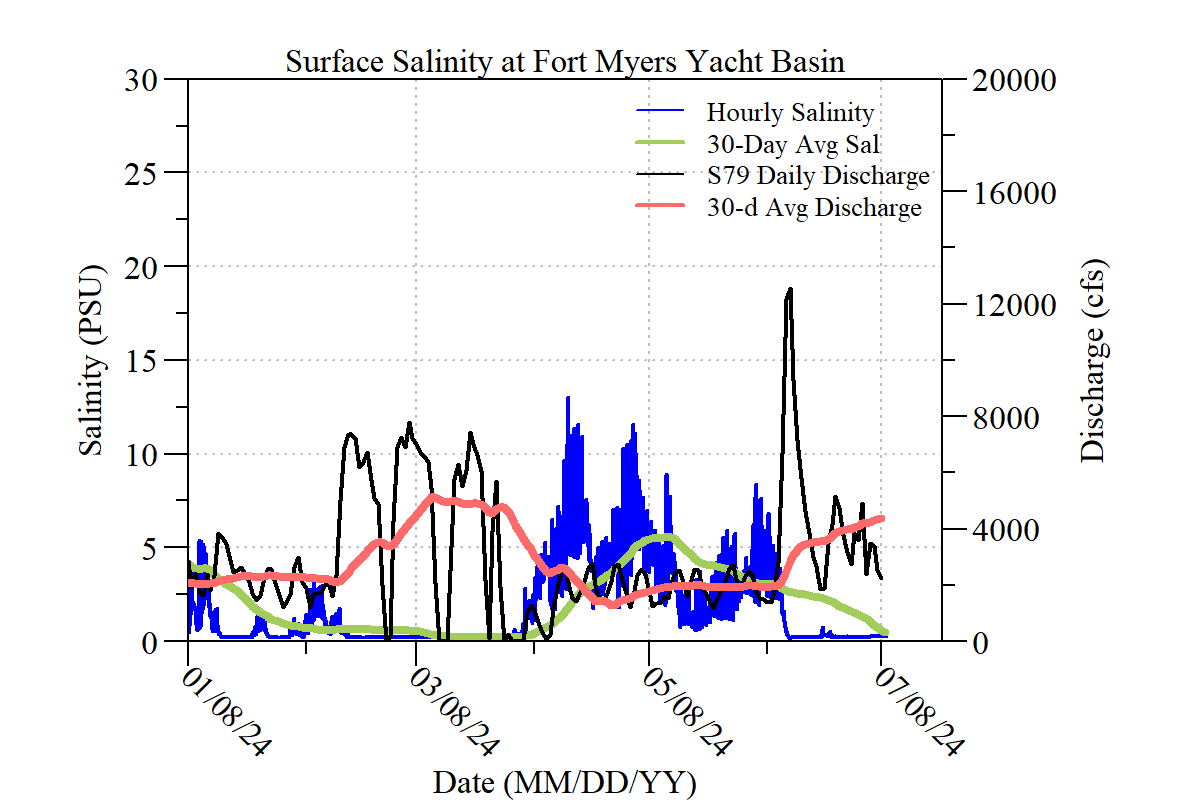 Surface Salinity at Fort Myers Yacht Basin
30
25
20
15
10
5
0
Salinity (PSU)
Hourly Salinity
30-Day Avg Sal
S79 Daily Discharge
30-d Avg Discharge
20000
16000
12000
8000
4000
0
Discharge (cfs)
01/08/24
03/08/24
05/08/24
07/08/24
Date (MM/DD/YY)